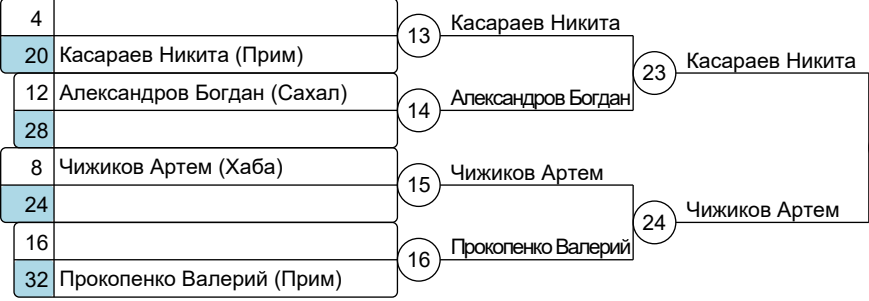 4
20 Касараев Никита (Прим)
12 Александров Богдан (Сахал)
28
8 Чижиков Артем (Хаба)
24
16
32 Прокопенко Валерий (Прим)
13 Касараев Никита
14 Александров Богдан
15 Чижиков Артем
16 Прокопенко Валерий
23 Касараев Никита
24 Чижиков Артем